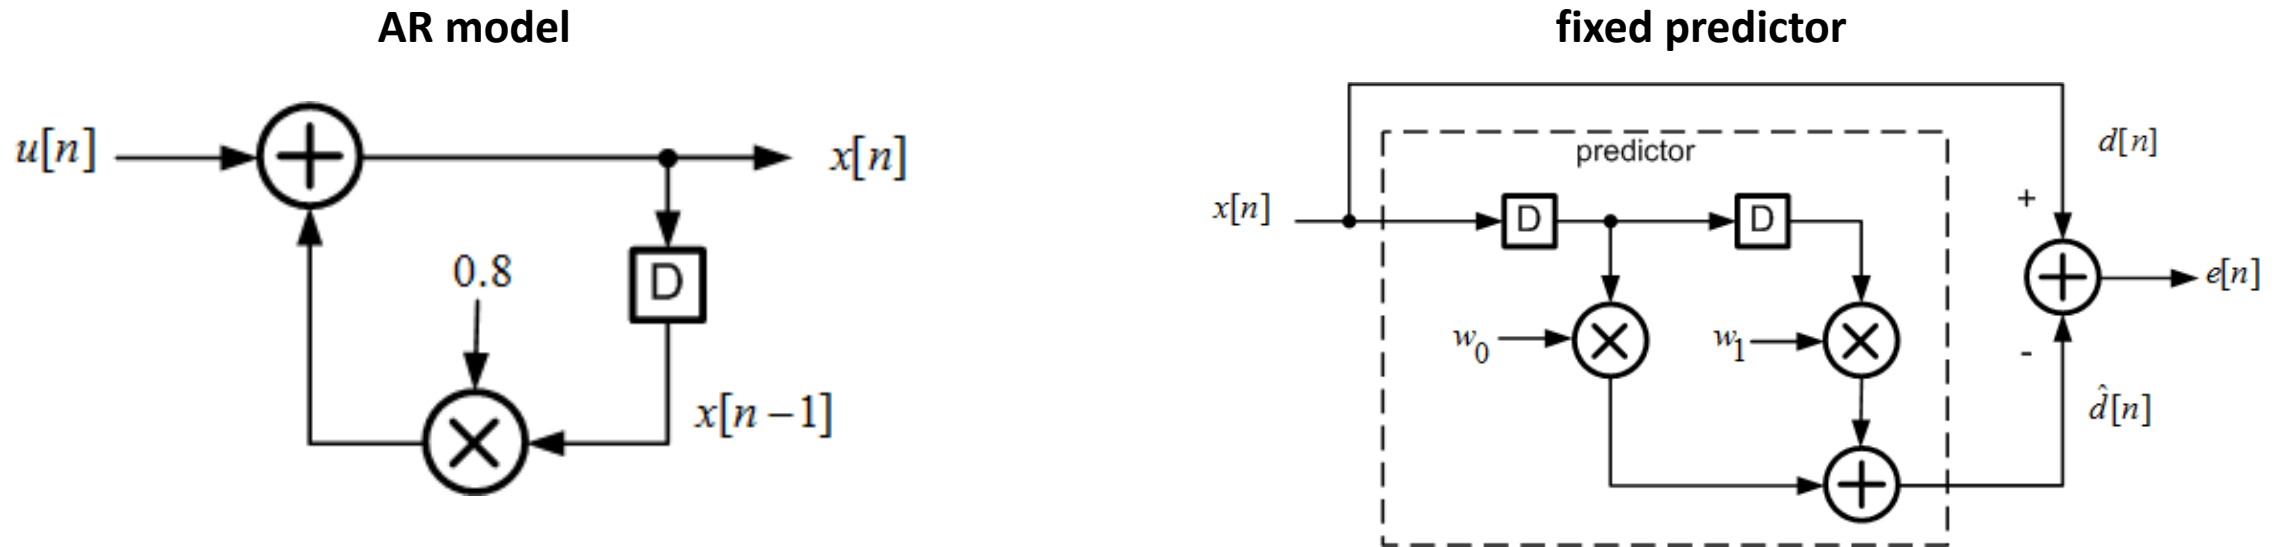 AR model
u[n]
x[n]
D
0.8
x[n−1]
fixed predictor
predictor
d[n]
x[n]
D
D
+
e[n]
w0
w1
-
d̂[n]